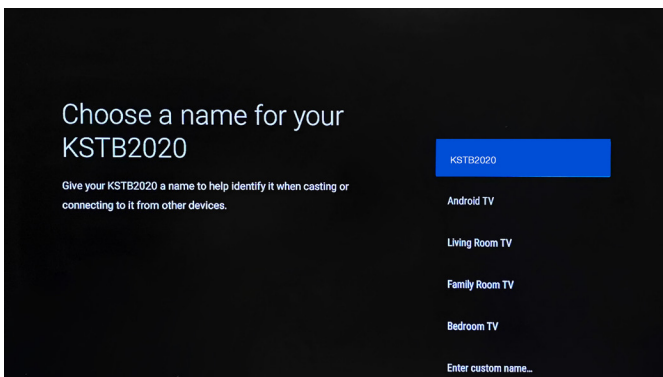 Choose a name for your
KSTB2020
Give your KSTB2020 a name to help identify it when casting or
connecting to it from other devices.
KSTB2020
Android TV
Living Room TV
Family Room TV
Bedroom TV
Enter custom name...